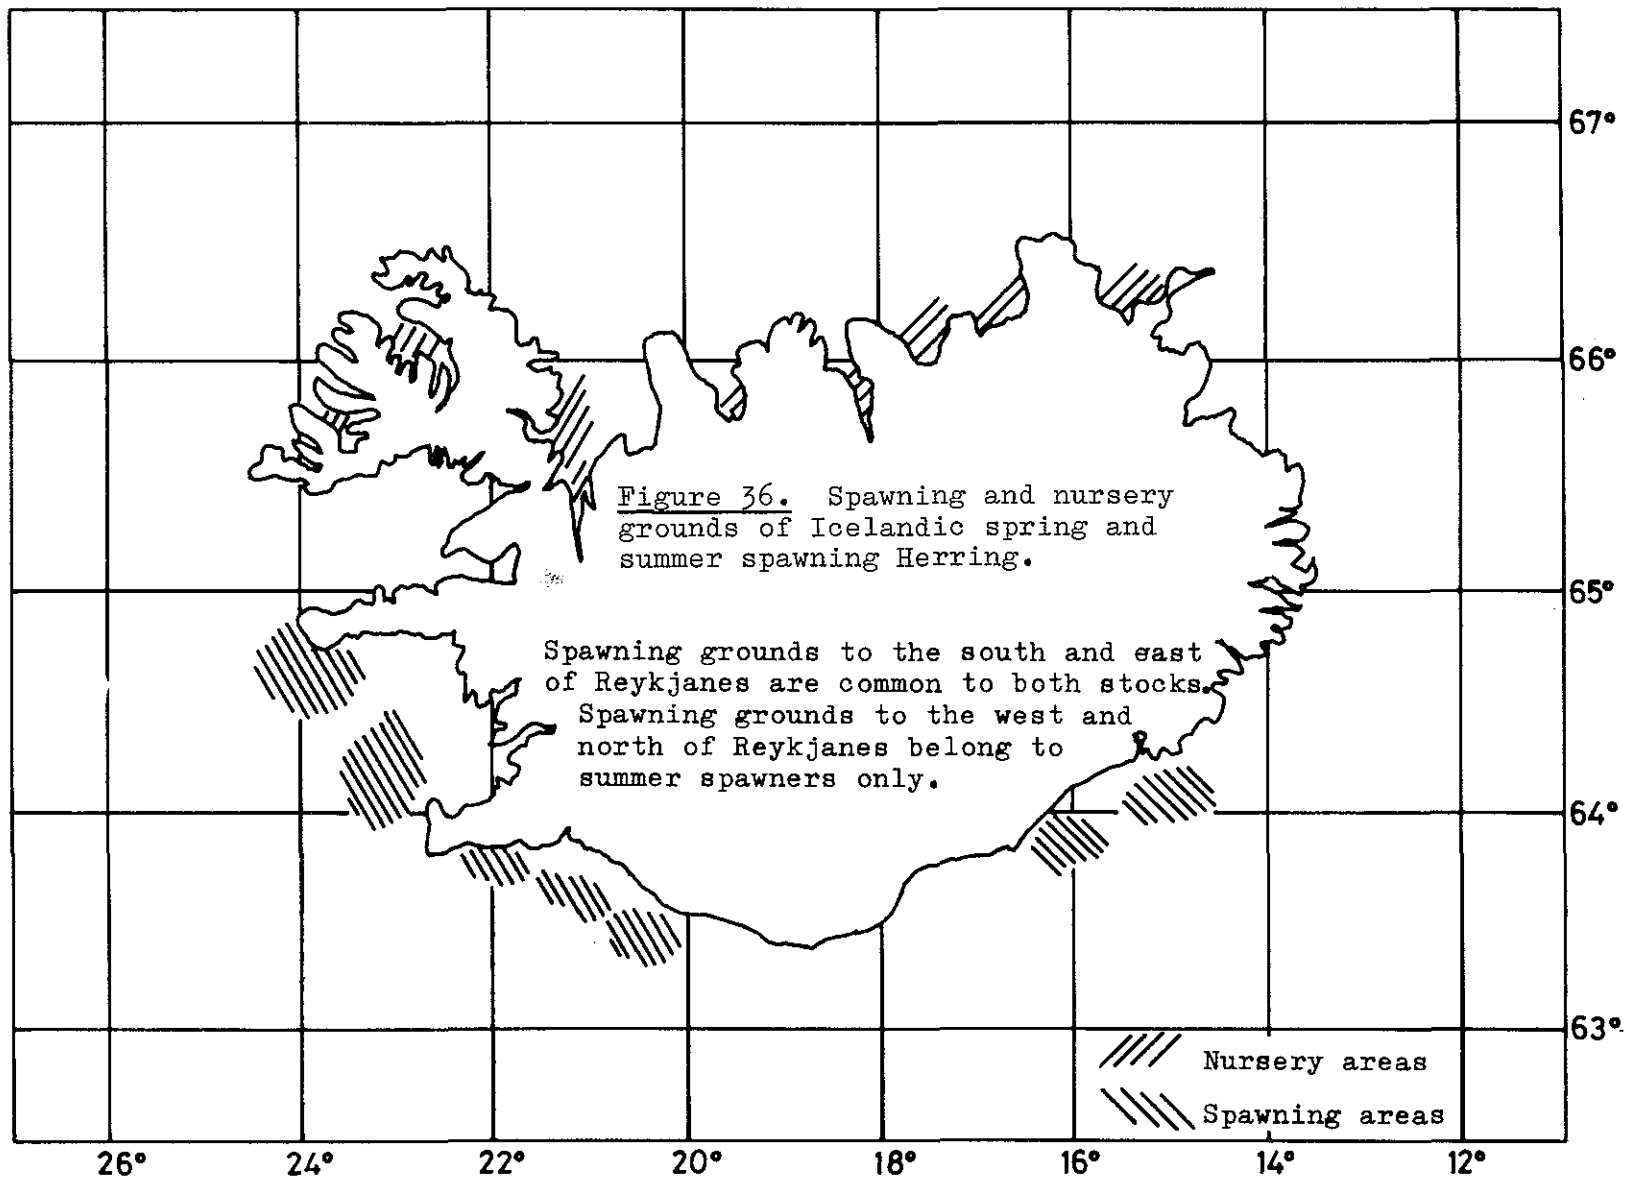 67°
66°
Figure 36. Spawning and nursery
grounds of Icelandic spring and
summer spawning Herring.
65°
Spawning grounds to the south and east
of Reykjanes are common to both stocks.
Spawning grounds to the west and
north of Reykjanes belong to
summer spawners only.
64°
63°
Nursery areas
Spawning areas
26° 24° 22° 20° 18° 16° 14° 12°